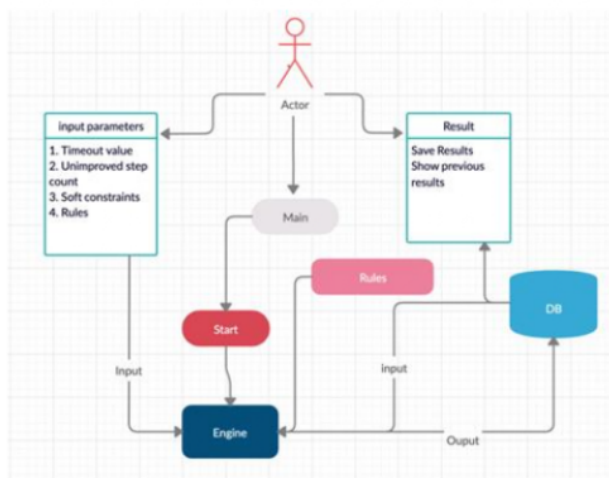 Actor
input parameters
1. Timeout value
2. Unimproved step
count
3. Soft constraints
4. Rules
Result
Save Results
Show previous
results
Main
Rules
DB
Start
Input
input
Engine
Ouput